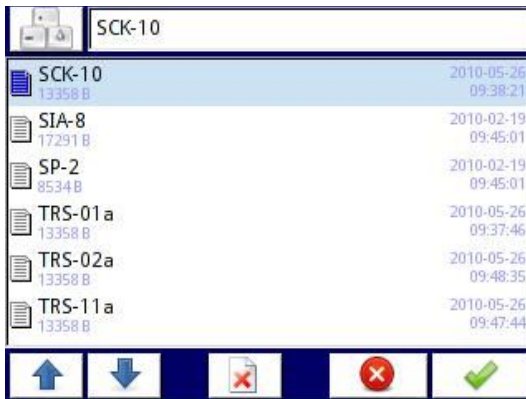 SCK-10
SCK-10 2010-05-26
13358 B 09:38:21
SIA-8 2010-02-19
17291 B 09:45:01
SP-2 2010-02-19
8534 B 09:45:01
TRS-01a 2010-05-26
13358 B 09:37:46
TRS-02a 2010-05-26
13358 B 09:48:35
TRS-11a 2010-05-26
13358 B 09:47:44